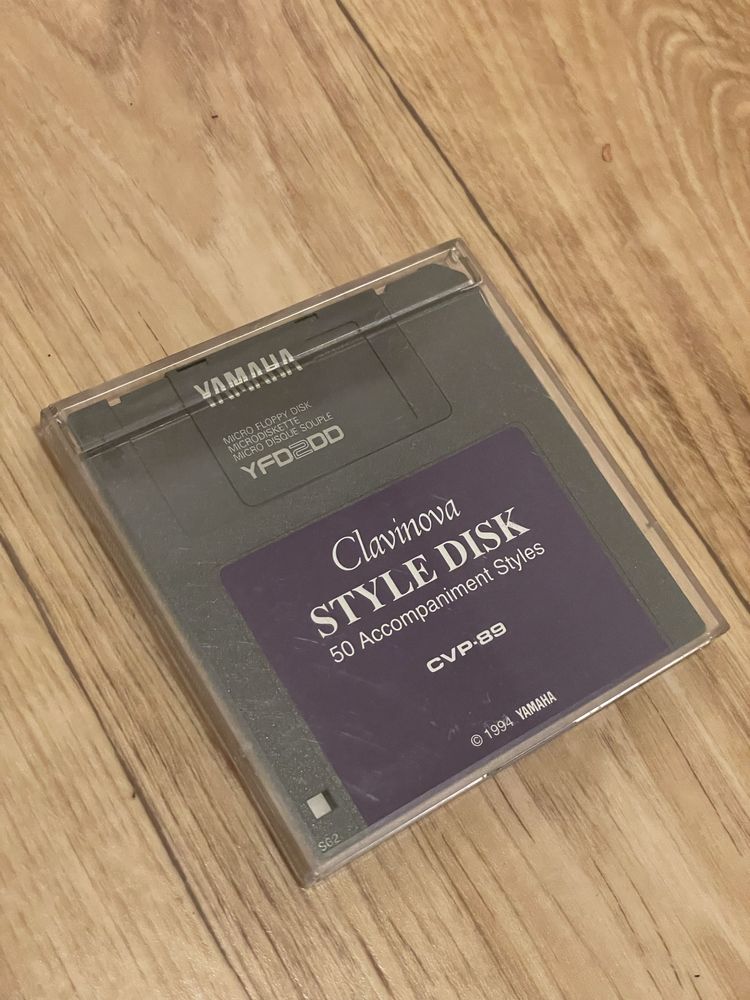 YAMAHA
MICRO FLOPPY DISK
MICRODISKETTE
MICRO DISQUE SOUPLE
YFD2DD
Clavinova
STYLE DISK
50 Accompaniment Styles
CVP-89
© 1994 YAMAHA
SG2